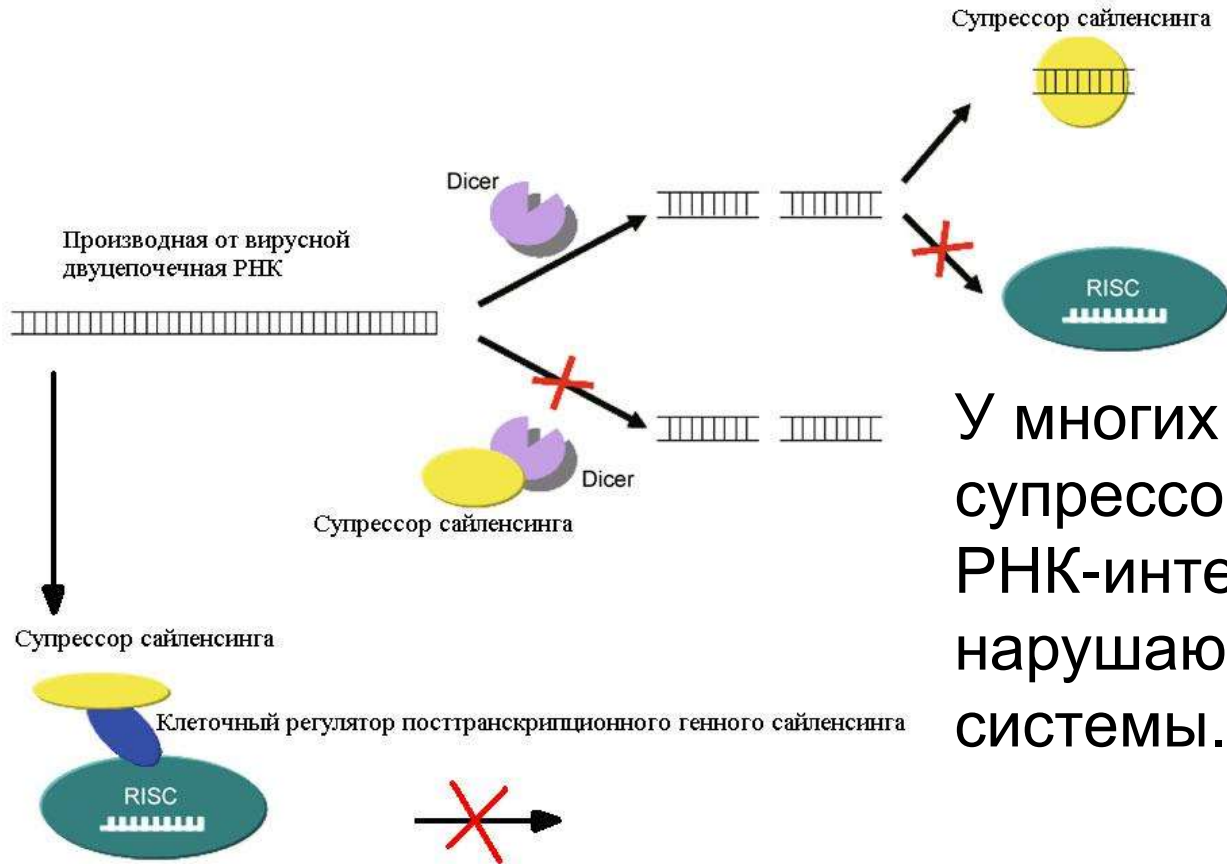 Супрессор сайленсинга
Dicer
Производная от вирусной
двуцепочечная РНК
RISC
Dicer
Супрессор сайленсинга
У многих
супрессо
РНК-инте
нарушаю
системы.
Супрессор сайленсинга
Клеточный регулятор посттранскрипционного генного сайленсинга
RISC